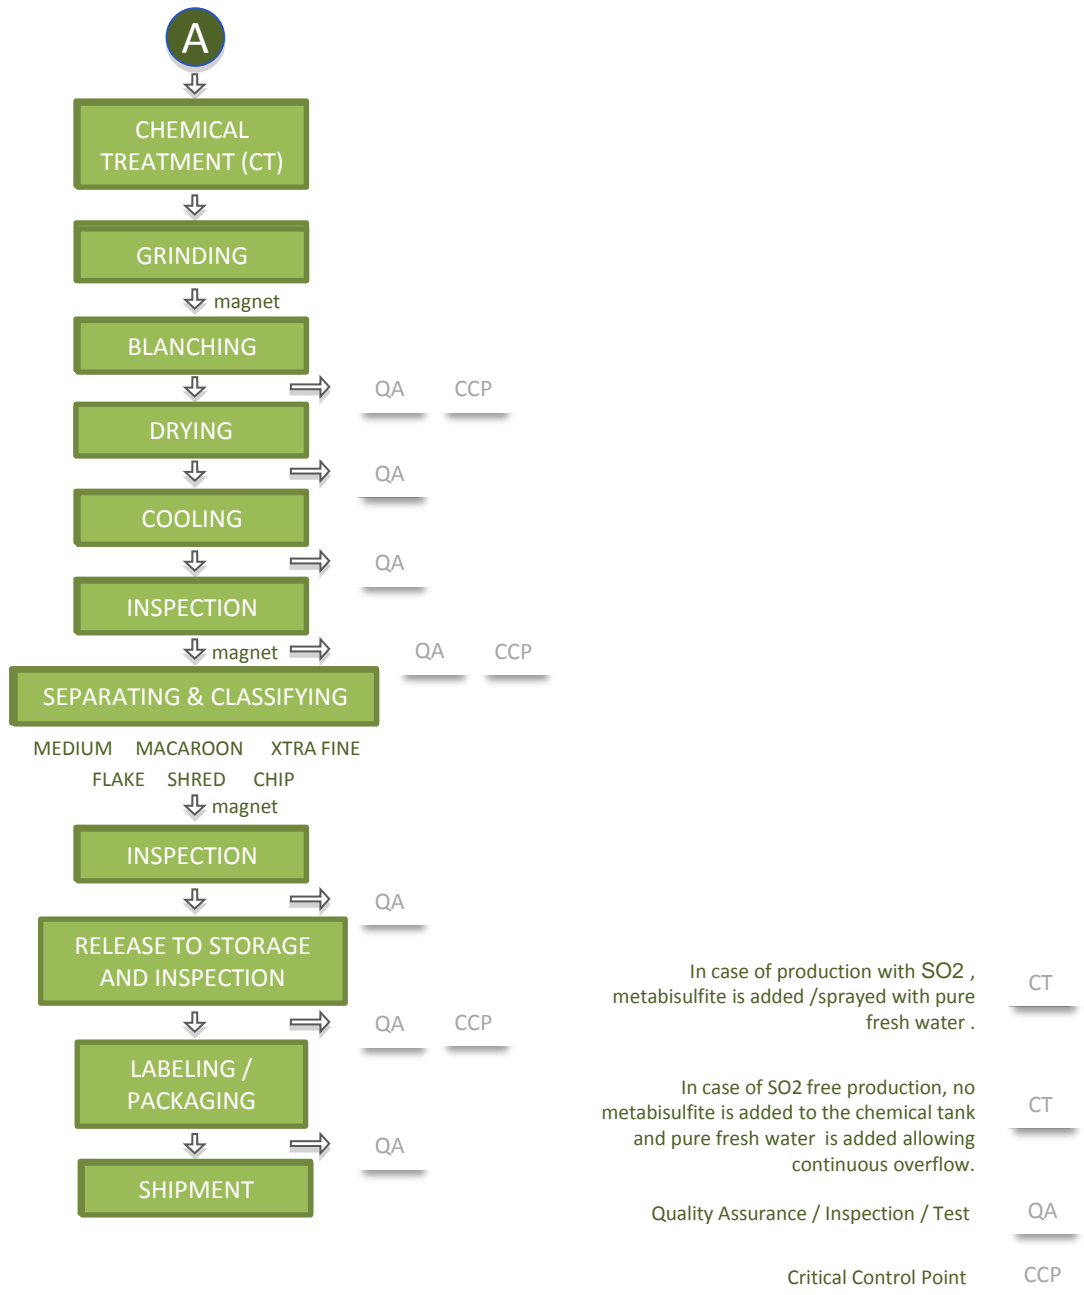 A
CHEMICAL
TREATMENT (CT)
GRINDING
magnet
BLANCHING
QA CCP
DRYING
QA
COOLING
QA
INSPECTION
magnet QA CCP
SEPARATING & CLASSIFYING
MEDIUM MACAROON XTRA FINE
FLAKE SHRED CHIP
magnet
INSPECTION
QA
RELEASE TO STORAGE
AND INSPECTION
QA CCP
LABELING /
PACKAGING
QA
SHIPMENT
In case of production with SO2 ,
metabisulfite is added /sprayed with pure
fresh water .
CT
In case of SO2 free production, no
metabisulfite is added to the chemical tank
and pure fresh water is added allowing
continuous overflow.
CT
Quality Assurance / Inspection / Test QA
Critical Control Point CCP